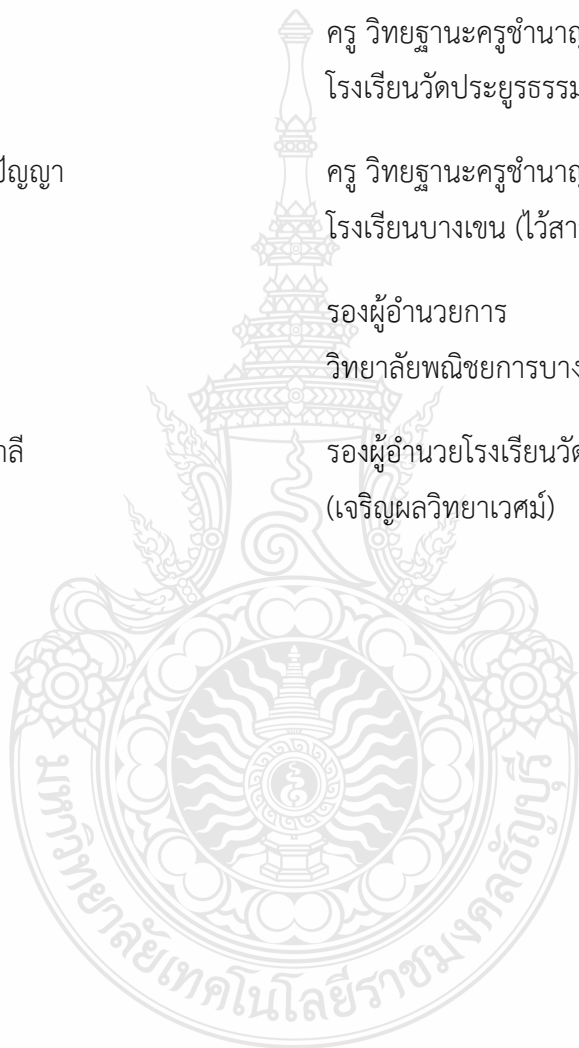 ครู วิทยฐานะครูชำนาญ
โรงเรียนวัดประยูรธรรม
ปัญญา ครู วิทยฐานะครูชำนาญ
โรงเรียนบางเขน (ไว้สา
รองผู้อำนวยการ
วิทยาลัยพณิชยการบาง
าลี รองผู้อำนวยโรงเรียนวัด
(เจริญผลวิทยาเวศม์)
มหาวิทยาลัยเทคโนโลยีราชมงคลธัญบุรี